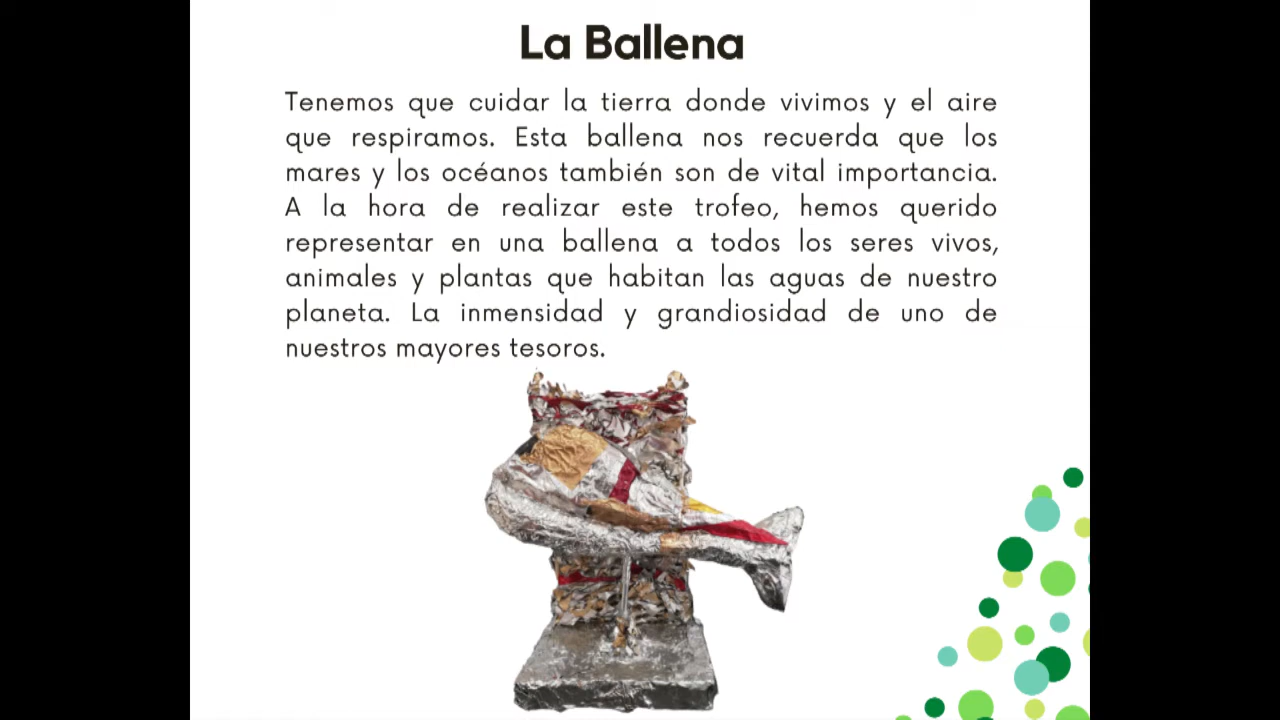 La Ballena
Tenemos que cuidar la tierra donde vivimos y el aire
que respiramos. Esta ballena nos recuerda que los
mares y los océanos también son de vital importancia.
A la hora de realizar este trofeo, hemos querido
representar en una ballena a todos los seres vivos,
animales y plantas que habitan las aguas de nuestro
planeta. La inmensidad y grandiosidad de uno de
nuestros mayores tesoros.